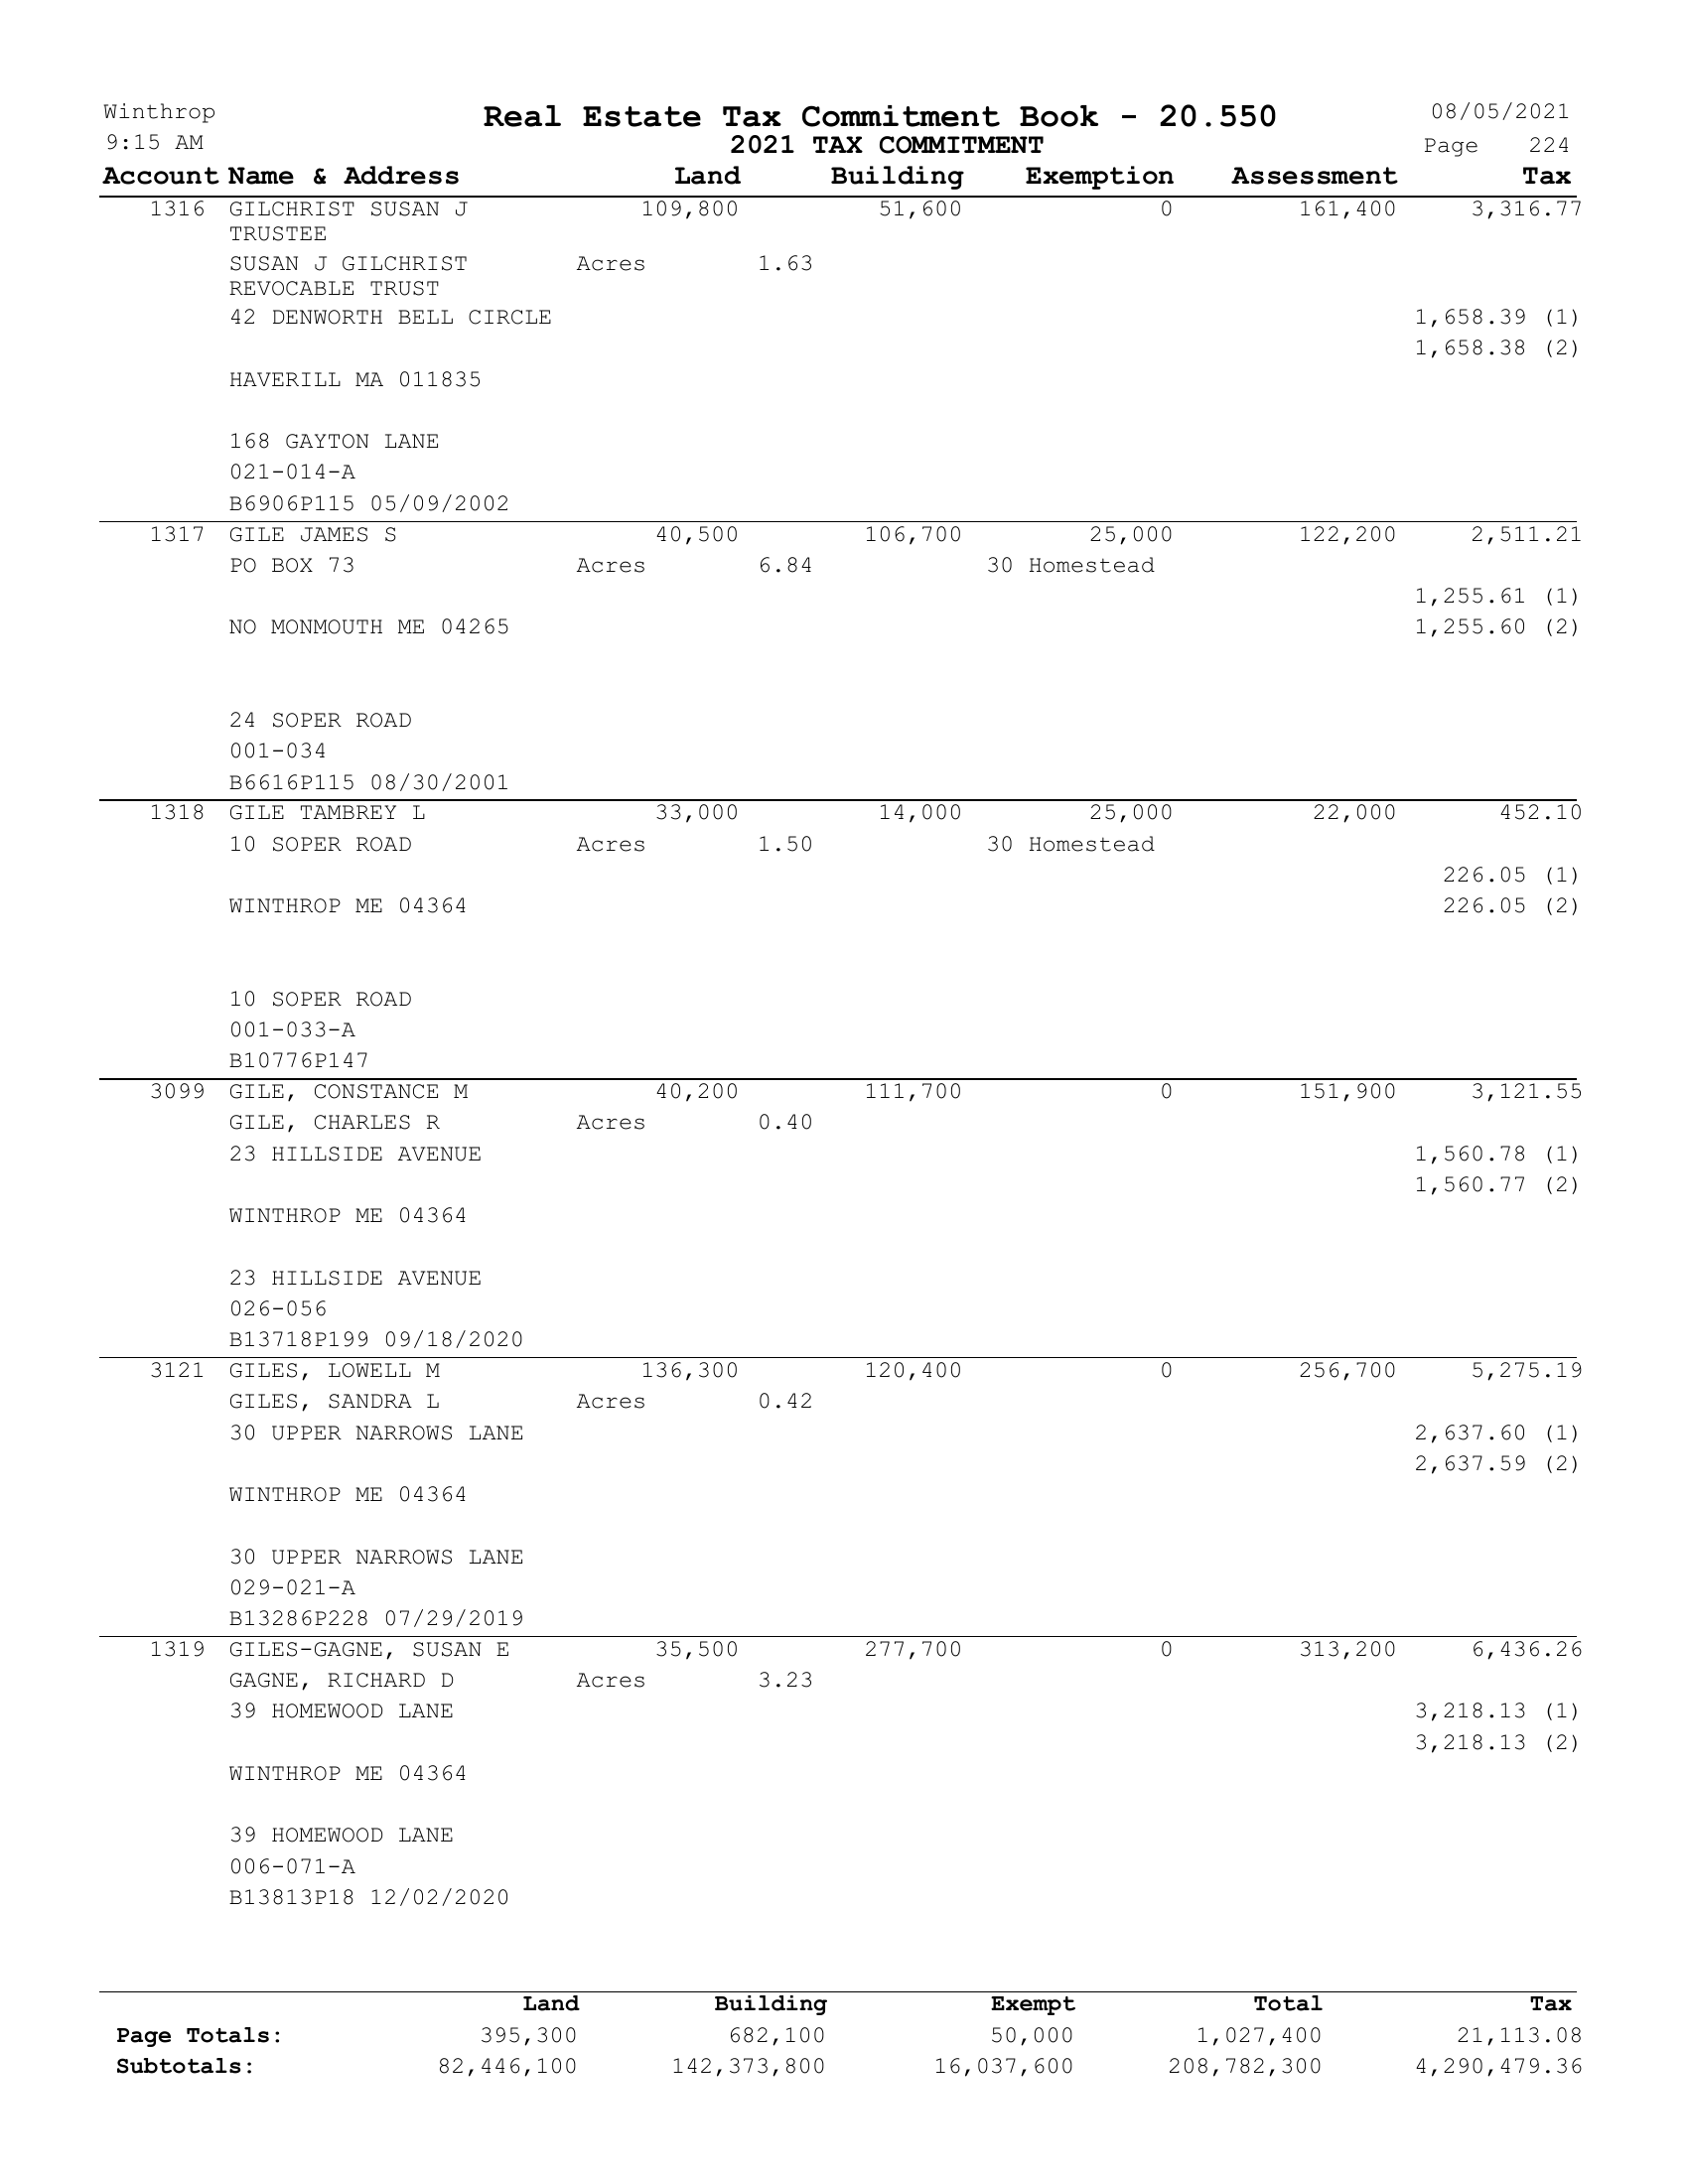 Winthrop Real Estate Tax Commitment Book - 20.550 08/05/2021
9:15 AM 2021 TAX COMMITMENT Page 224
Account Name & Address Land Building Exemption Assessment Tax
1316 GILCHRIST SUSAN J 109,800 51,600 0 161,400 3,316.77
TRUSTEE
SUSAN J GILCHRIST Acres 1.63
REVOCABLE TRUST
42 DENWORTH BELL CIRCLE 1,658.39 (1)
1,658.38 (2)
HAVERILL MA 011835
168 GAYTON LANE
021-014-A
B6906P115 05/09/2002
1317 GILE JAMES S 40,500 106,700 25,000 122,200 2,511.21
PO BOX 73 Acres 6.84 30 Homestead
1,255.61 (1)
NO MONMOUTH ME 04265 1,255.60 (2)
24 SOPER ROAD
001-034
B6616P115 08/30/2001
1318 GILE TAMBREY L 33,000 14,000 25,000 22,000 452.10
10 SOPER ROAD Acres 1.50 30 Homestead
226.05 (1)
WINTHROP ME 04364 226.05 (2)
10 SOPER ROAD
001-033-A
B10776P147
3099 GILE, CONSTANCE M 40,200 111,700 0 151,900 3,121.55
GILE, CHARLES R Acres 0.40
23 HILLSIDE AVENUE 1,560.78 (1)
1,560.77 (2)
WINTHROP ME 04364
23 HILLSIDE AVENUE
026-056
B13718P199 09/18/2020
3121 GILES, LOWELL M 136,300 120,400 0 256,700 5,275.19
GILES, SANDRA L Acres 0.42
30 UPPER NARROWS LANE 2,637.60 (1)
2,637.59 (2)
WINTHROP ME 04364
30 UPPER NARROWS LANE
029-021-A
B13286P228 07/29/2019
1319 GILES-GAGNE, SUSAN E 35,500 277,700 0 313,200 6,436.26
GAGNE, RICHARD D Acres 3.23
39 HOMEWOOD LANE 3,218.13 (1)
3,218.13 (2)
WINTHROP ME 04364
39 HOMEWOOD LANE
006-071-A
B13813P18 12/02/2020
Land Building Exempt Total Tax
Page Totals: 395,300 682,100 50,000 1,027,400 21,113.08
Subtotals: 82,446,100 142,373,800 16,037,600 208,782,300 4,290,479.36